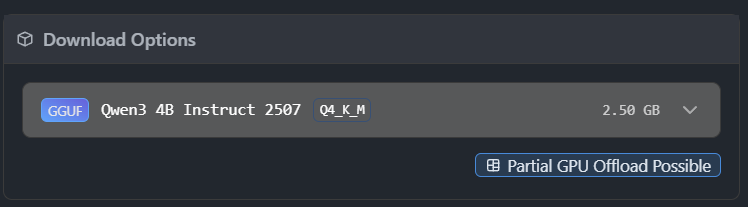 Download Options
GGUF Qwen3 4B Instruct 2507 Q4_K_M 2.50 GB
Partial GPU Offload Possible